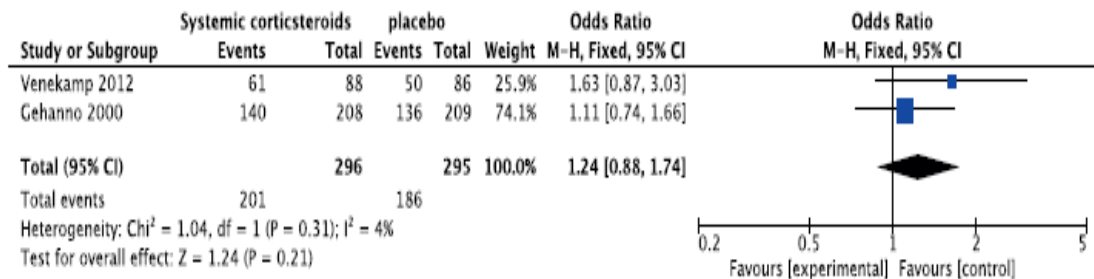 Systemic corticsteroids placebo Odds Ratio Odds Ratio
Study or Subgroup Events Total Events Total Weight M-H, Fixed, 95% CI M-H, Fixed, 95% CI
Venekamp 2012 61 88 50 86 25.9% 1.63 [0.87, 3.03]
Gehanno 2000 140 208 136 209 74.1% 1.11 [0.74, 1.66]
Total (95% CI) 296 295 100.0% 1.24 [0.88, 1.74]
Total events 201 186
Heterogeneity: Chi² = 1.04, df = 1 (P = 0.31); I² = 4%
Test for overall effect: Z = 1.24 (P = 0.21)
0.2 0.5 1 2 5
Favours [experimental] Favours [control]